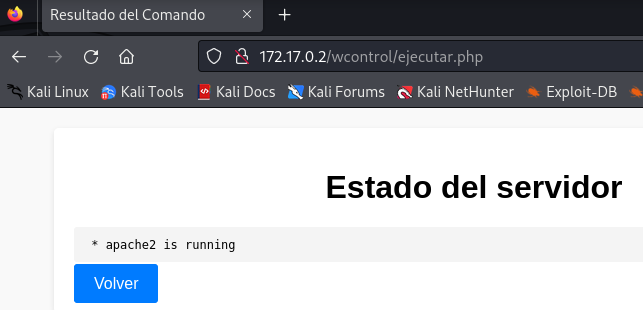 Resultado del Comando
172.17.0.2/wcontrol/ejecutar.php
Kali Linux Kali Tools Kali Docs Kali Forums Kali NetHunter Exploit-DB
Estado del servidor
* apache2 is running
Volver